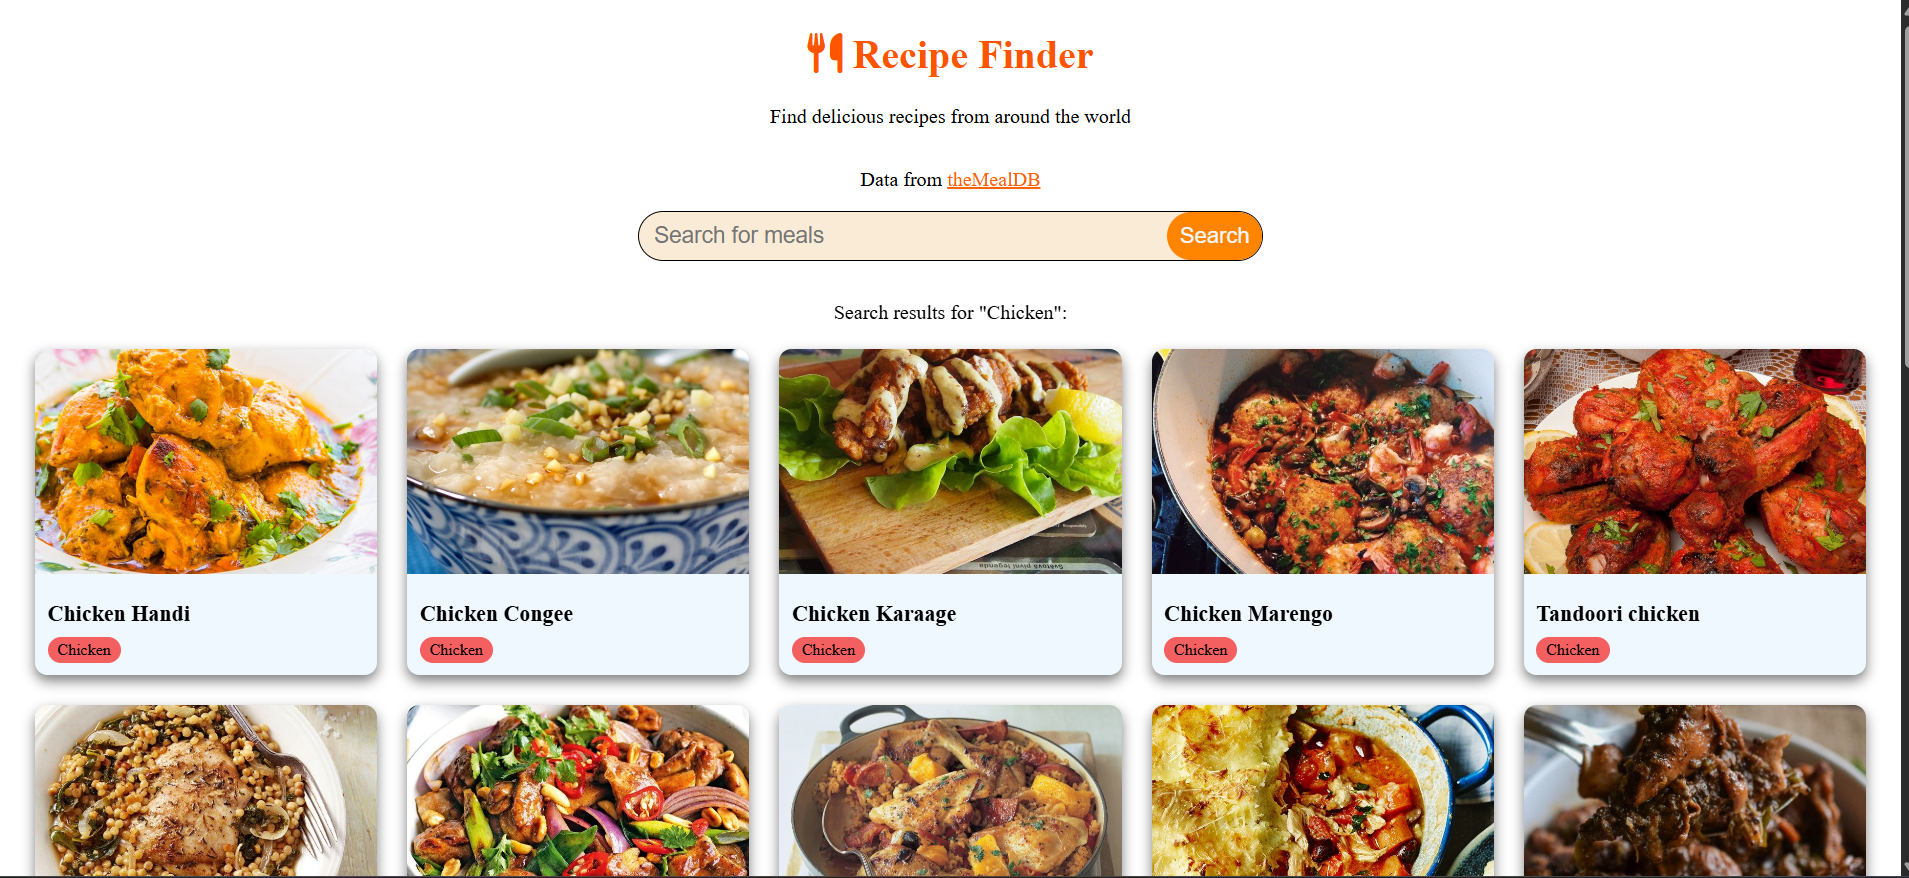 Recipe Finder
Find delicious recipes from around the world
Data from theMealDB
Search for meals
Search
Search results for "Chicken":
Chicken Handi
Chicken
Chicken Congee
Chicken
Chicken Karaage
Chicken
Chicken Marengo
Chicken
Tandoori chicken
Chicken